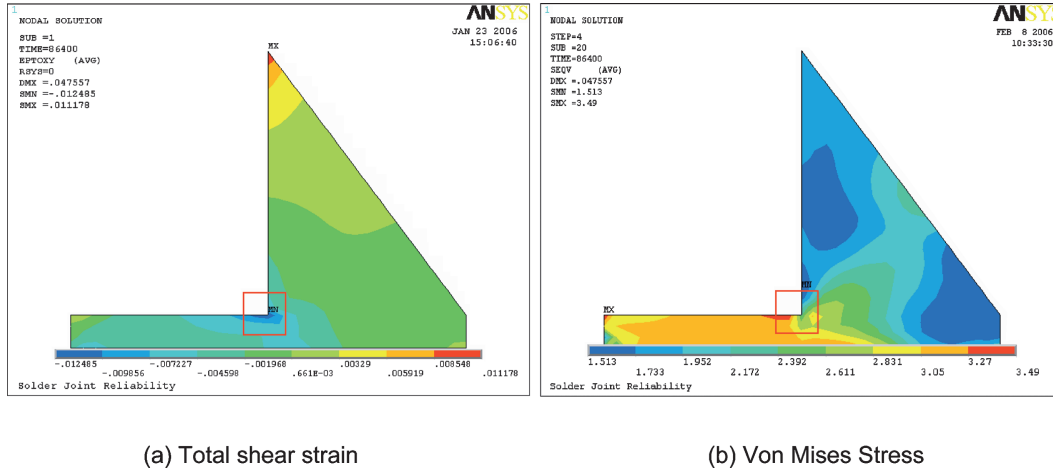 1
ANSYS
NODAL SOLUTION
JAN 23 2006
15:06:40
SUB =1
TIME=86400
EPTOXY (AVG)
RSYS=0
DMX =.047557
SMN =-.012485
SMX =.011178
MX
MN
-.012485 -.007227 -.001968 .00329 .008548
-.009856 -.004598 .661E-03 .005919 .011178
Solder Joint Reliability
1
ANSYS
NODAL SOLUTION
FEB 8 2006
10:33:30
STEP=4
SUB =20
TIME=86400
SEQV (AVG)
DMX =.047557
SMN =1.513
SMX =3.49
MN
MX
1.513 1.952 2.392 2.831 3.27
1.733 2.172 2.611 3.05 3.49
Solder Joint Reliability
(a) Total shear strain
(b) Von Mises Stress